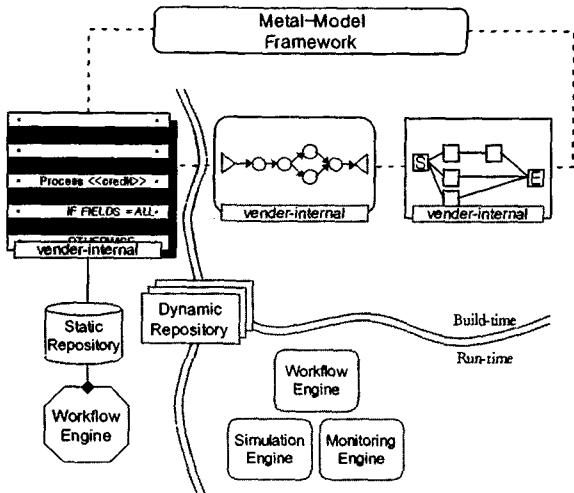 Metal-Model
Framework
Process <<credit>>
IF FIELDS = ALL
OTHERWISE
vender-internal
vender-internal
S
E
vender-internal
Static
Repository
Dynamic
Repository
Build-time
Run-time
Workflow
Engine
Workflow
Engine
Simulation
Engine
Monitoring
Engine